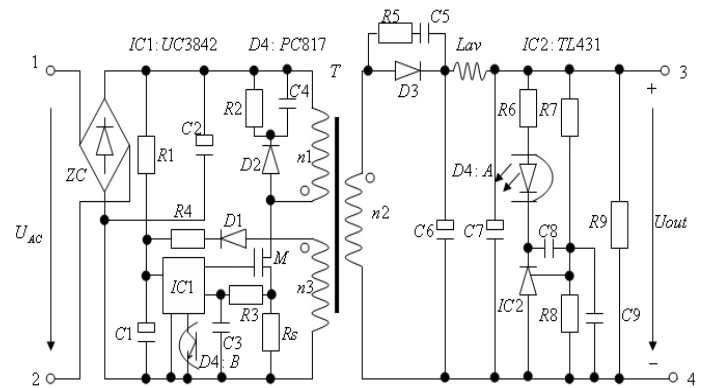 IC1: UC3842 D4: PC817 R5 C5 Lav IC2: TL431
1 T D3 3
+
R2 C4 R6 R7
C2
R1 D2 n1 D4: A
ZC
n2 R9 Uout
R4 D1 C6 C7 C8
U_AC
IC1 M n3 IC2
R3 R8 C9
C1 C3 Rs
D4: B
−
2 4